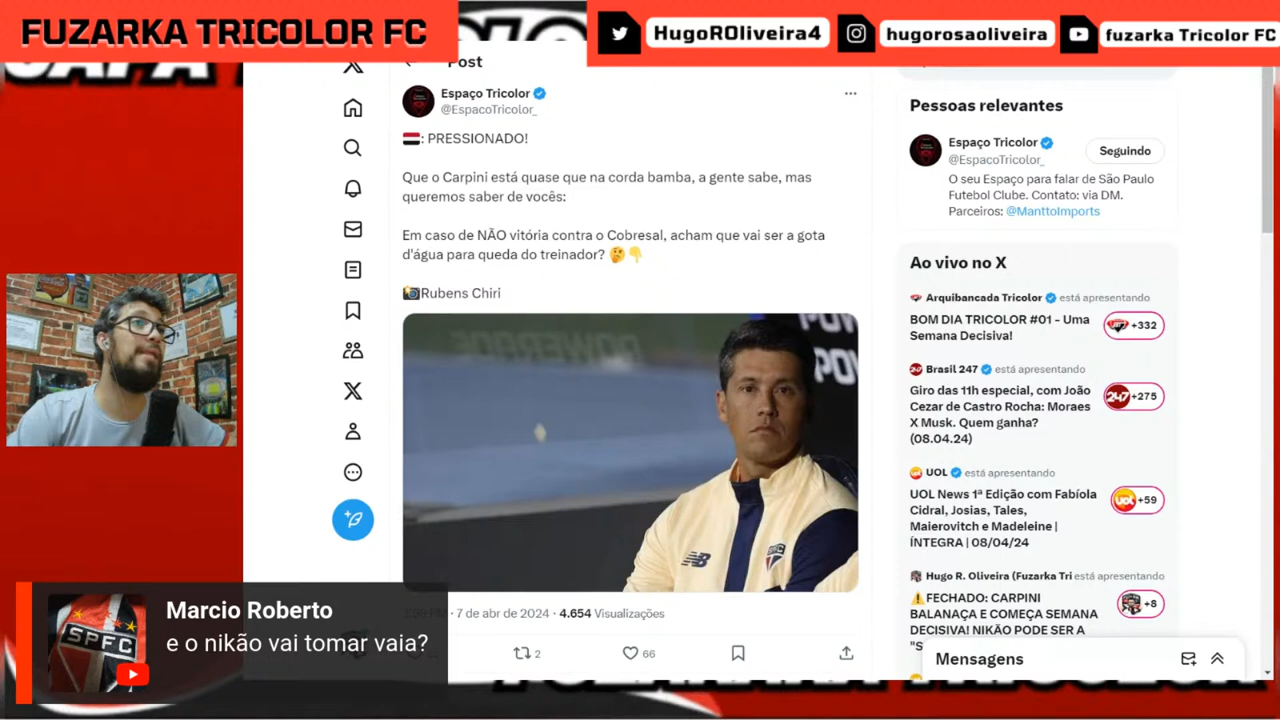 FUZARKA TRICOLOR FC
HugoROliveira4
hugorosaoliveira
fuzarka Tricolor FC
Post
Espaço Tricolor
@EspacoTricolor_
: PRESSIONADO!
Que o Carpini está quase que na corda bamba, a gente sabe, mas
queremos saber de vocês:
Em caso de NÃO vitória contra o Cobresal, acham que vai ser a gota
d'água para queda do treinador? 🤔👇
📸Rubens Chiri
7 de abr de 2024 · 4.654 Visualizações
2
66
Pessoas relevantes
Espaço Tricolor
@EspacoTricolor_
Seguindo
O seu Espaço para falar de São Paulo
Futebol Clube. Contato: via DM.
Parceiros: @ManttoImports
Ao vivo no X
Arquibancada Tricolor está apresentando
BOM DIA TRICOLOR #01 - Uma
Semana Decisiva!
+332
Brasil 247 está apresentando
Giro das 11h especial, com João
Cezar de Castro Rocha: Moraes
X Musk. Quem ganha?
(08.04.24)
247
+275
UOL está apresentando
UOL News 1ª Edição com Fabíola
Cidral, Josias, Tales,
Maierovitch e Madeleine |
ÍNTEGRA | 08/04/24
UOL
+59
Hugo R. Oliveira (Fuzarka Tri está apresentando
⚠️FECHADO: CARPINI
BALANAÇA E COMEÇA SEMANA
DECISIVA! NIKÃO PODE SER A
+8
Mensagens
SPFC
Marcio Roberto
e o nikão vai tomar vaia?